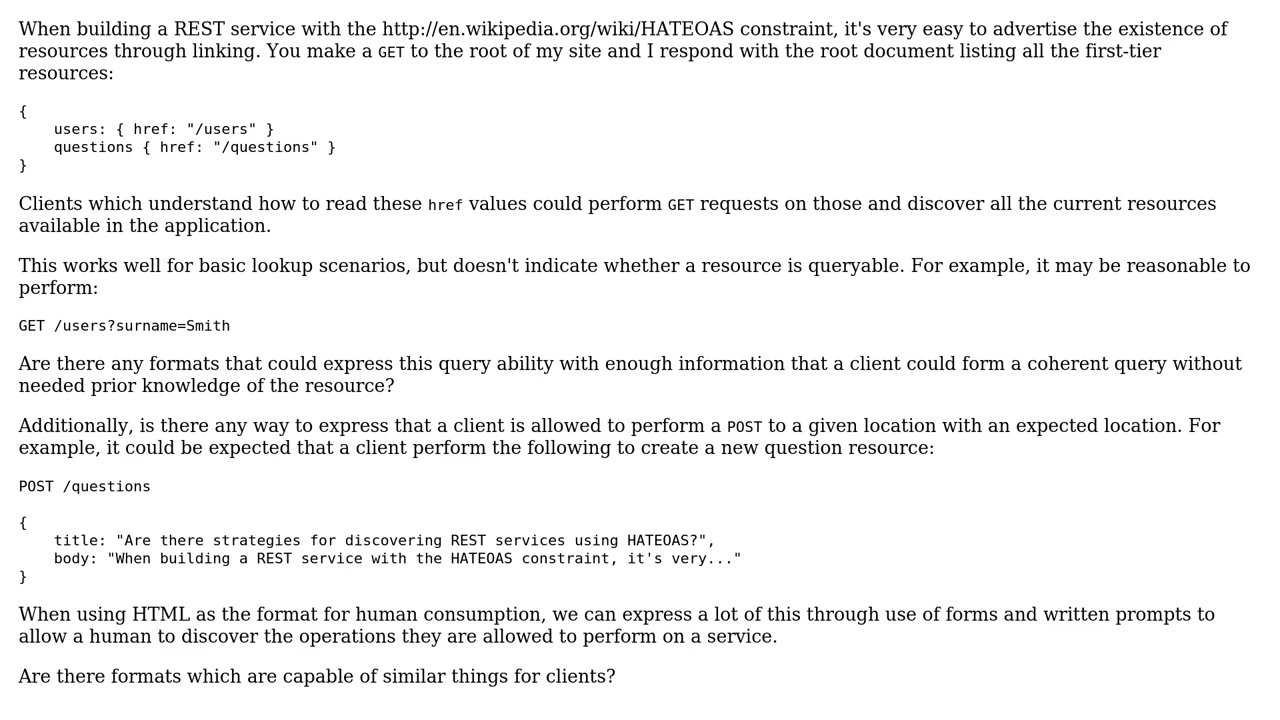 When building a REST service with the http://en.wikipedia.org/wiki/HATEOAS constraint, it's very easy to advertise the existence of
resources through linking. You make a GET to the root of my site and I respond with the root document listing all the first-tier
resources:
{
    users: { href: "/users" }
    questions { href: "/questions" }
}
Clients which understand how to read these href values could perform GET requests on those and discover all the current resources
available in the application.
This works well for basic lookup scenarios, but doesn't indicate whether a resource is queryable. For example, it may be reasonable to
perform:
GET /users?surname=Smith
Are there any formats that could express this query ability with enough information that a client could form a coherent query without
needed prior knowledge of the resource?
Additionally, is there any way to express that a client is allowed to perform a POST to a given location with an expected location. For
example, it could be expected that a client perform the following to create a new question resource:
POST /questions
{
    title: "Are there strategies for discovering REST services using HATEOAS?",
    body: "When building a REST service with the HATEOAS constraint, it's very..."
}
When using HTML as the format for human consumption, we can express a lot of this through use of forms and written prompts to
allow a human to discover the operations they are allowed to perform on a service.
Are there formats which are capable of similar things for clients?